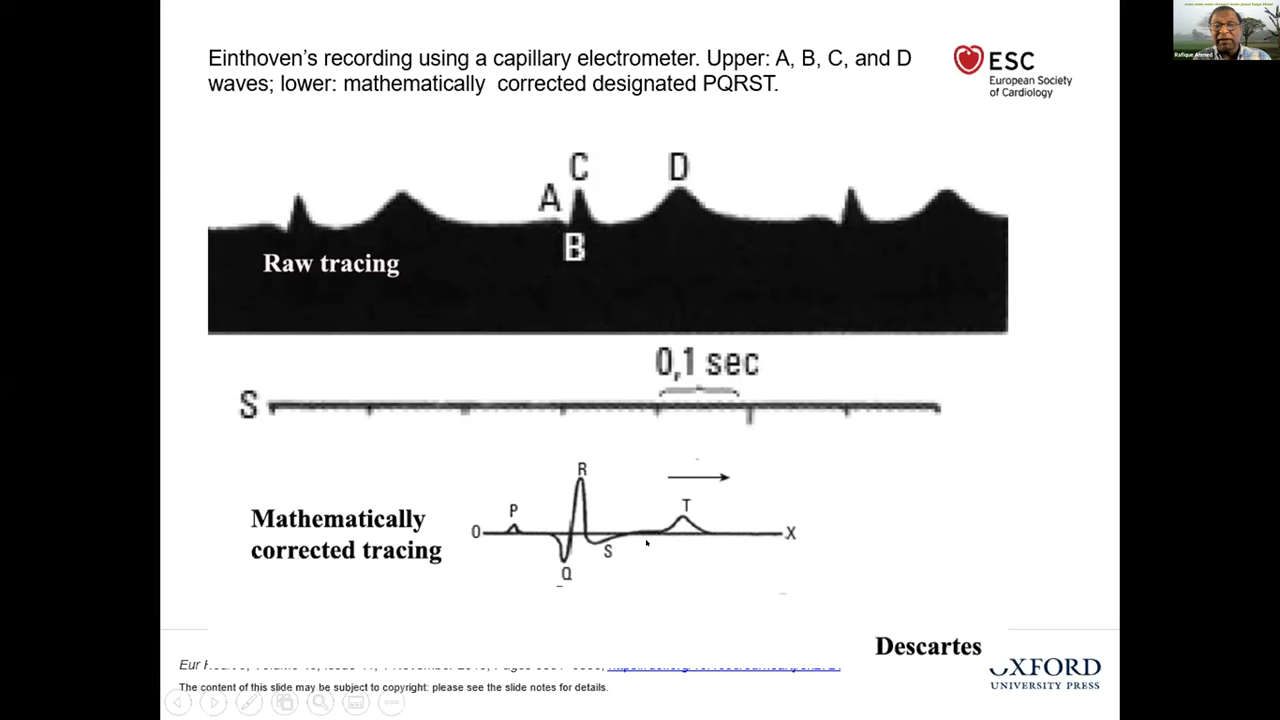 Einthoven's recording using a capillary electrometer. Upper: A, B, C, and D
waves; lower: mathematically corrected designated PQRST.
ESC
European Society
of Cardiology
Rafique Ahmed
C
D
A
B
Raw tracing
0,1 sec
S
R
P
T
Mathematically
corrected tracing
O
X
S
Q
Descartes
OXFORD
UNIVERSITY PRESS
The content of this slide may be subject to copyright: please see the slide notes for details.